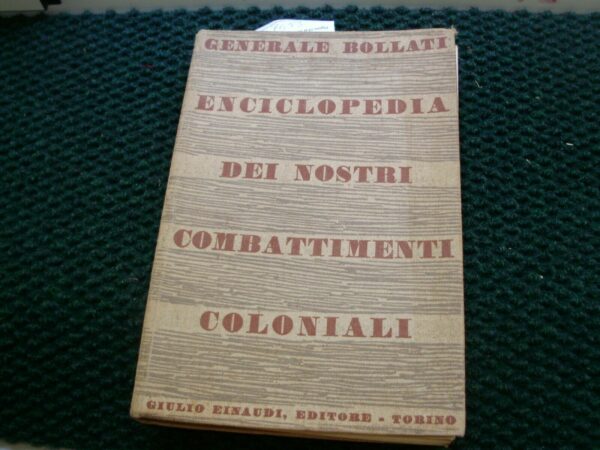 GENERALE BOLLATI
ENCICLOPEDIA
DEI NOSTRI
COMBATTIMENTI
COLONIALI
GIULIO EINAUDI, EDITORE - TORINO